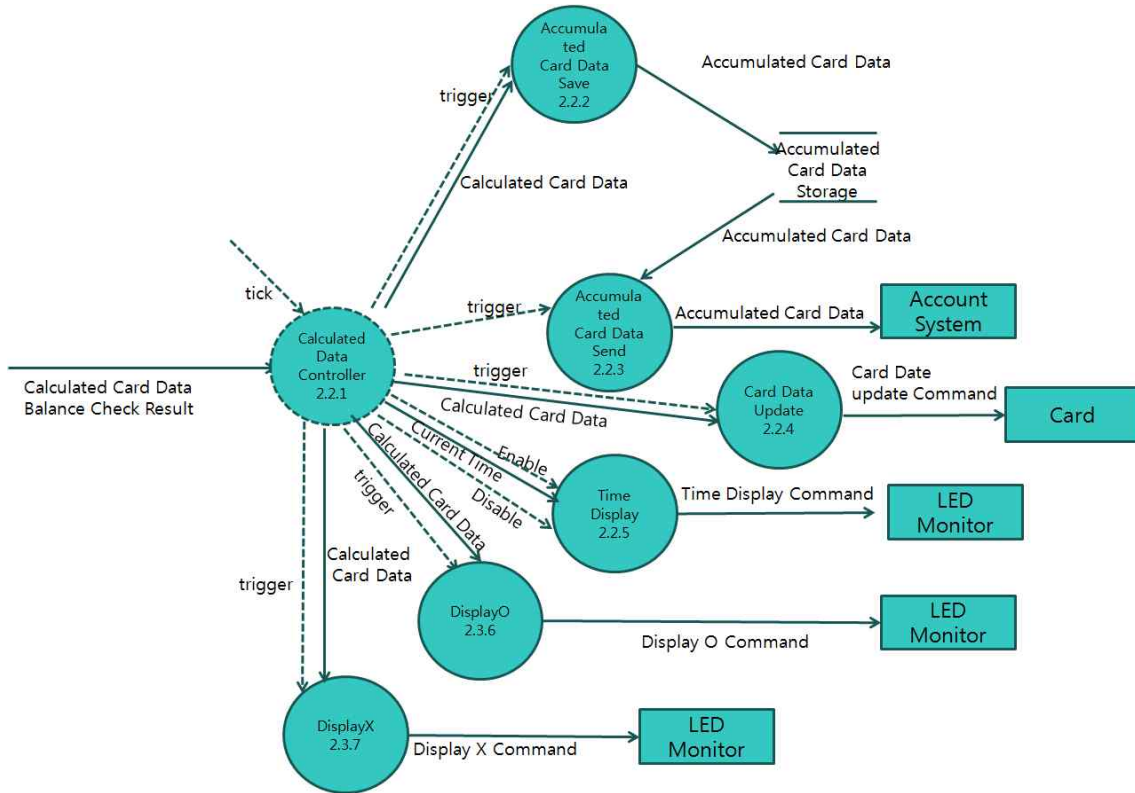 Accumula
ted
Card Data
Save
2.2.2
Accumulated Card Data
trigger
Calculated Card Data
Accumulated
Card Data
Storage
Accumulated Card Data
tick
trigger
Accumula
ted
Card Data
Send
2.2.3
Accumulated Card Data
Account
System
Calculated
Data
Controller
2.2.1
Calculated Card Data
Balance Check Result
trigger
Calculated Card Data
Card Data
Update
2.2.4
Card Date
update Command
Card
Enable
Current Time
Disable
Time
Display
2.2.5
Time Display Command
LED
Monitor
Calculated Card Data
trigger
DisplayO
2.3.6
Display O Command
LED
Monitor
trigger
Calculated
Card Data
DisplayX
2.3.7
Display X Command
LED
Monitor